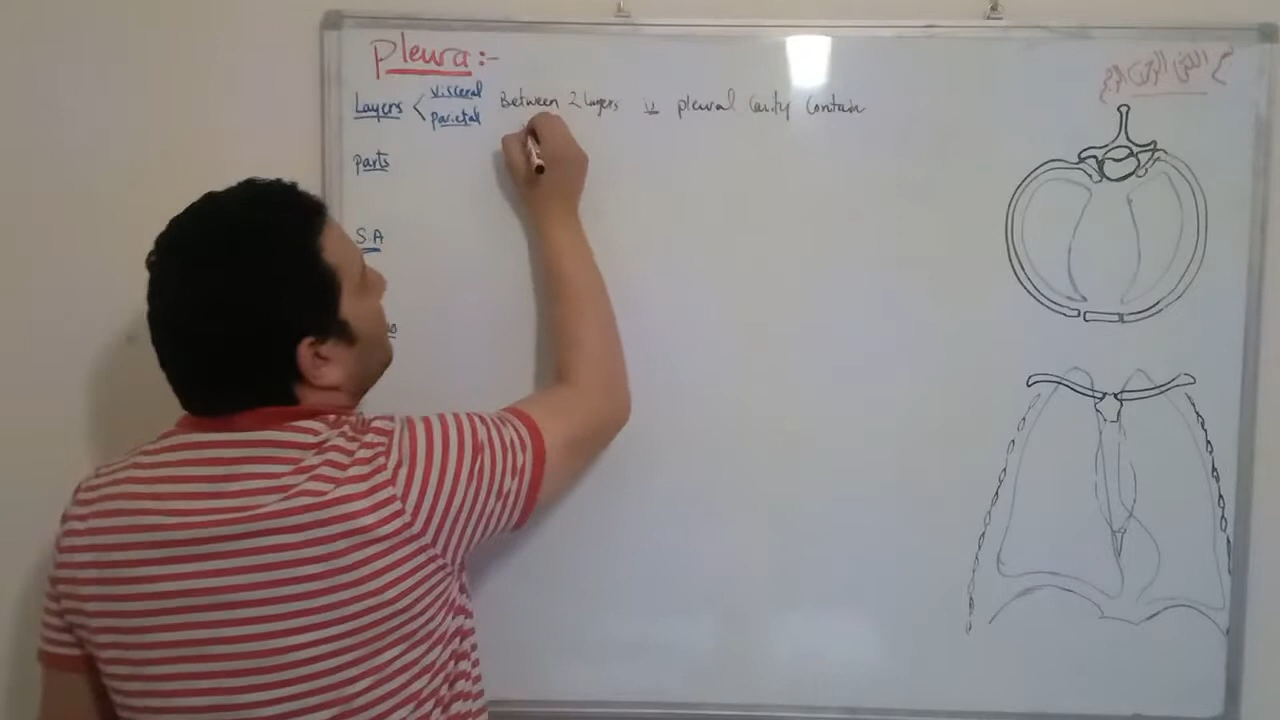 Pleura:-
Layers visceral Between 2 layers is pleural Cavity Contain
parietal
parts
S.A